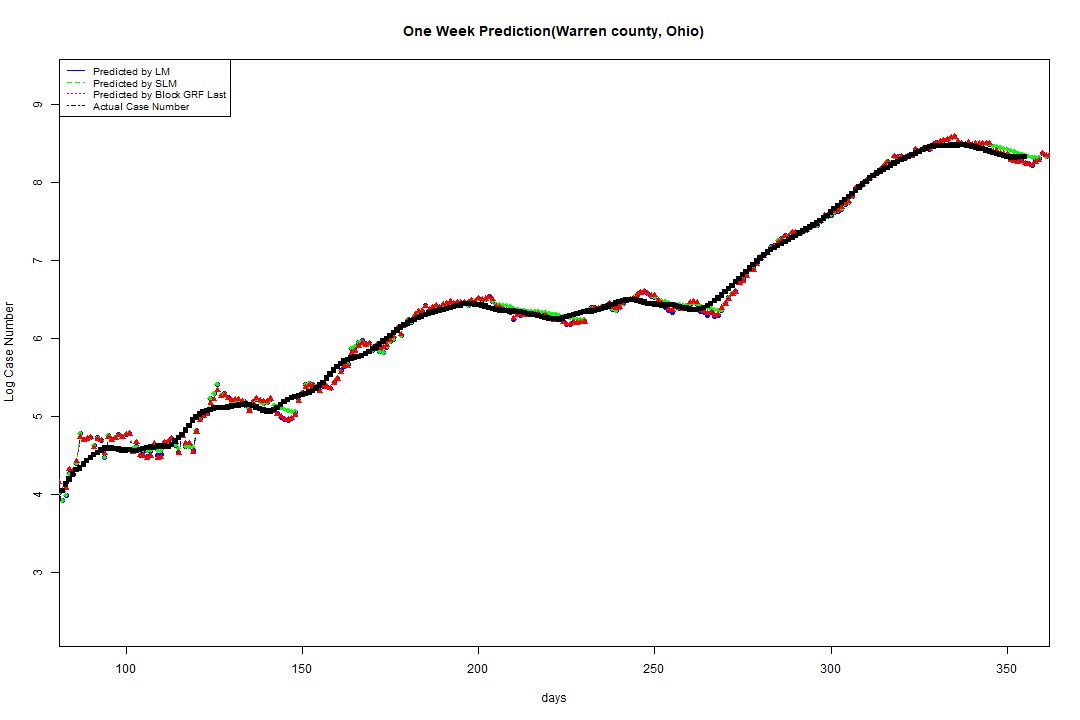 One Week Prediction(Warren county, Ohio)
Predicted by LM
Predicted by SLM
Predicted by Block GRF Last
Actual Case Number
9
8
7
6
5
4
3
Log Case Number
100 150 200 250 300 350
days